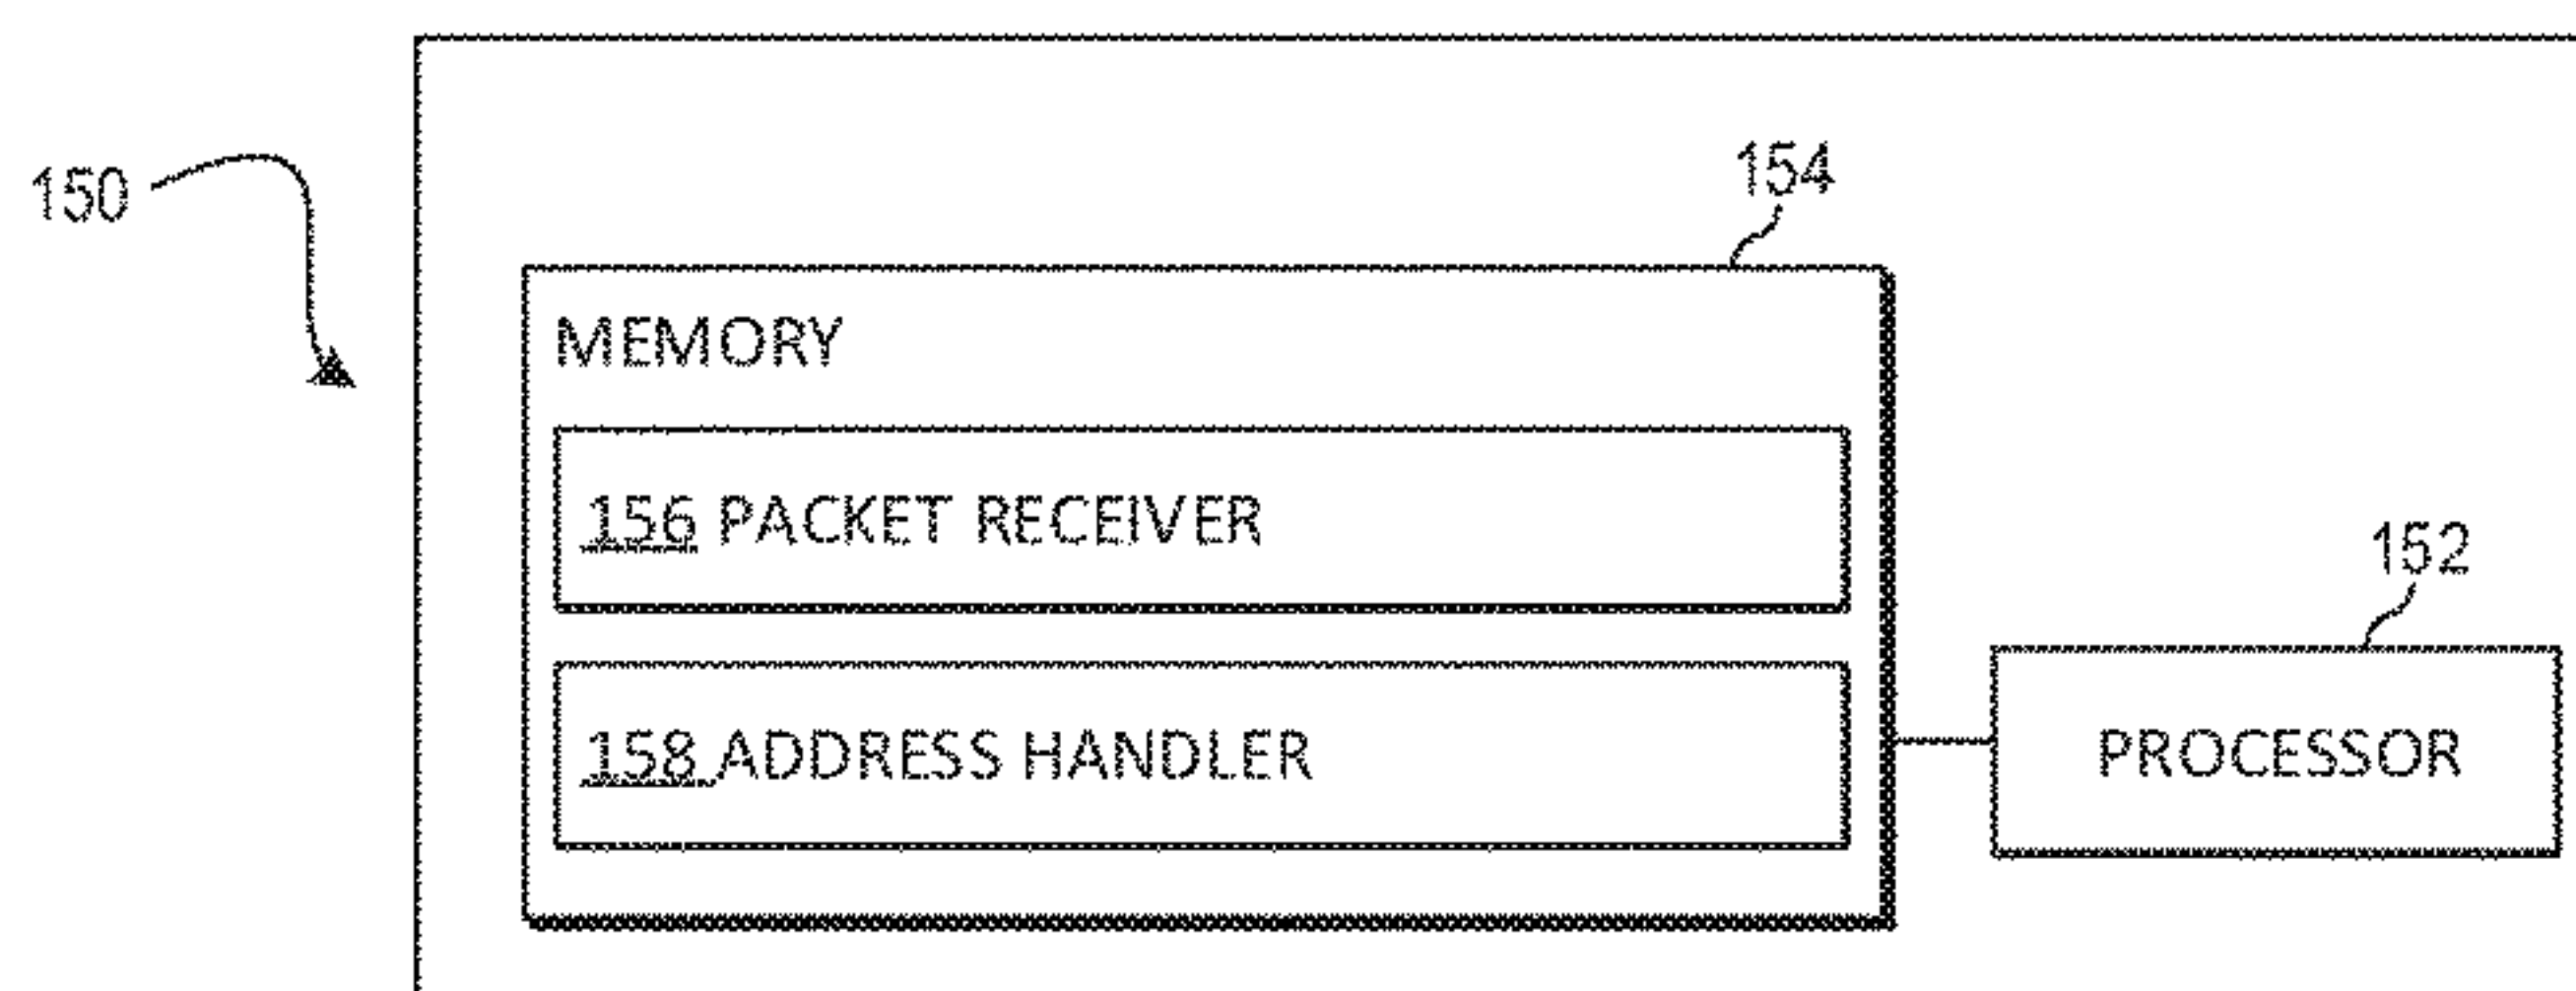 150
154
MEMORY
156 PACKET RECEIVER
152
158 ADDRESS HANDLER
PROCESSOR